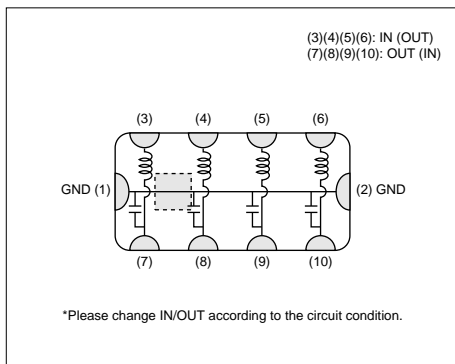 (3)(4)(5)(6): IN (OUT)
(7)(8)(9)(10): OUT (IN)
(3) (4) (5) (6)
GND (1) (2) GND
(7) (8) (9) (10)
*Please change IN/OUT according to the circuit condition.